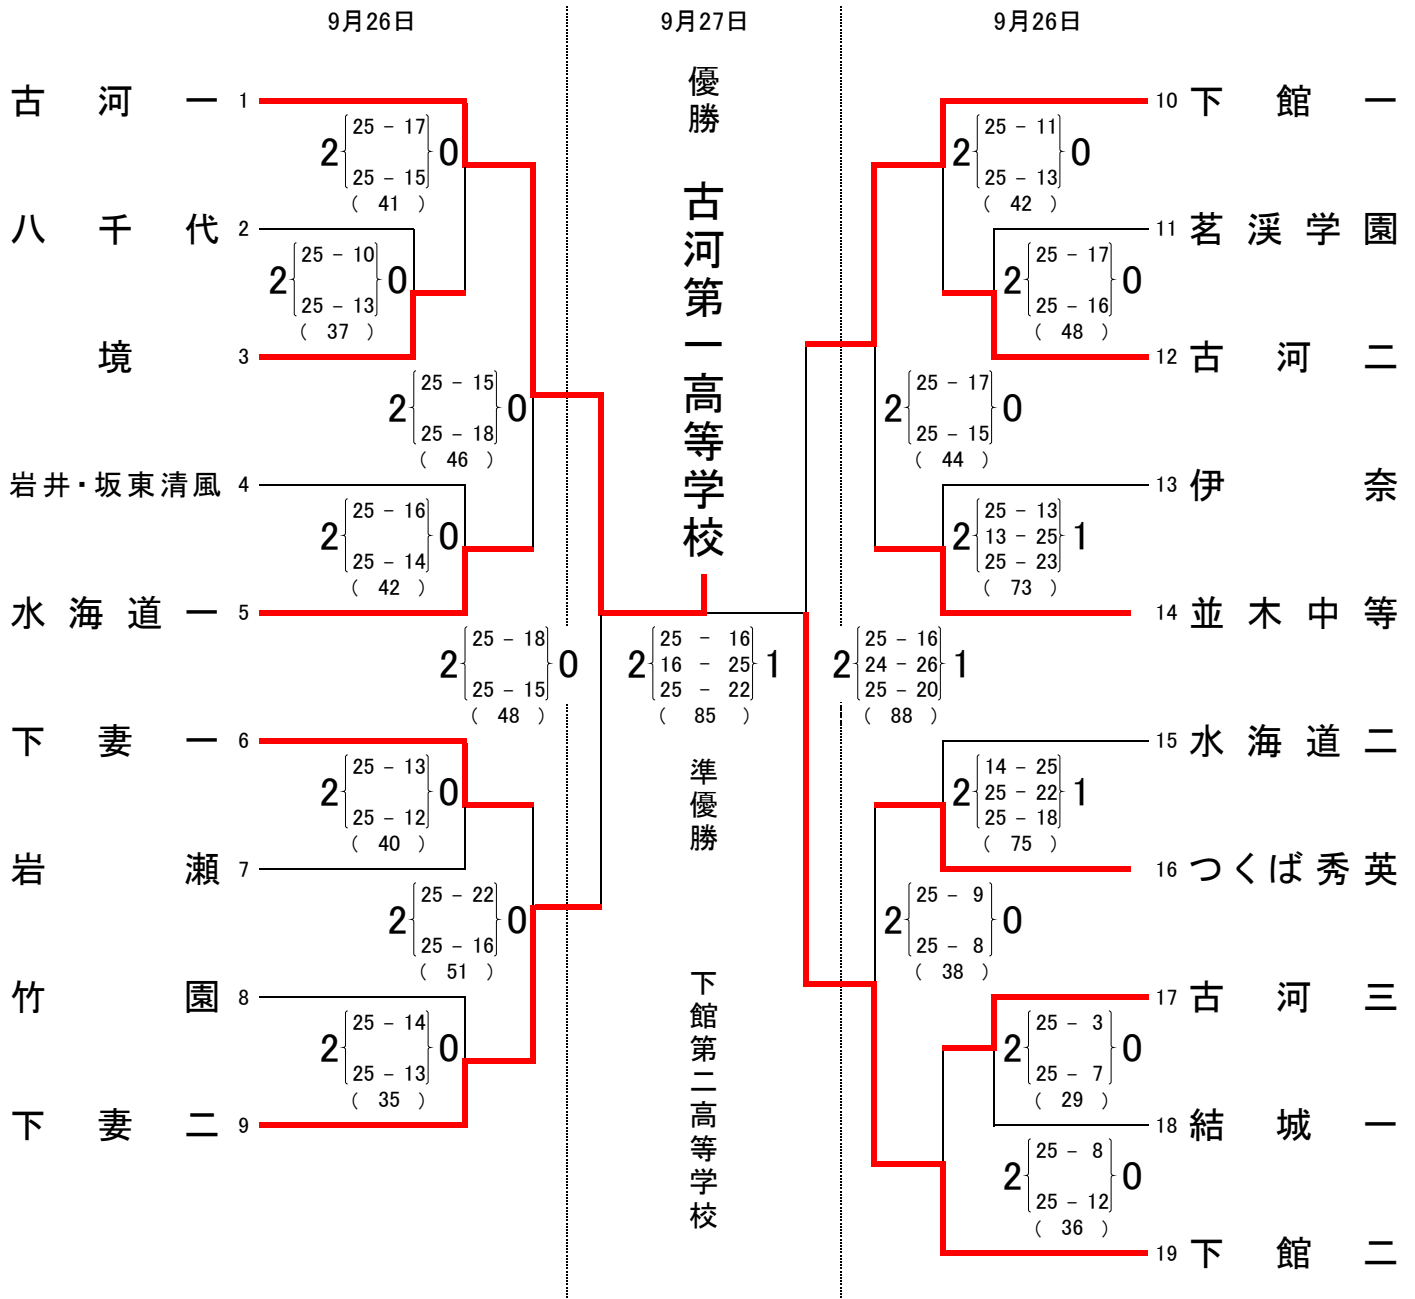 9月26日
9月27日
9月26日
優勝 古河第一高等学校
古河一 1
25 - 17
2 0
25 - 15
( 41 )
八千代 2
25 - 10
2 0
25 - 13
( 37 )
境 3
25 - 15
2 0
25 - 18
( 46 )
岩井・坂東清風 4
25 - 16
2 0
25 - 14
( 42 )
水海道一 5
25 - 18
2 0
25 - 15
( 48 )
下妻一 6
25 - 13
2 0
25 - 12
( 40 )
岩瀬 7
25 - 22
2 0
25 - 16
( 51 )
竹園 8
25 - 14
2 0
25 - 13
( 35 )
下妻二 9
25 - 16
2 16 - 25 1
25 - 22
( 85 )
準優勝 下館第二高等学校
10 下館一
25 - 11
2 0
25 - 13
( 42 )
11 茗渓学園
25 - 17
2 0
25 - 16
( 48 )
12 古河二
25 - 17
2 0
25 - 15
( 44 )
13 伊奈
25 - 13
2 13 - 25 1
25 - 23
( 73 )
14 並木中等
25 - 16
2 24 - 26 1
25 - 20
( 88 )
15 水海道二
14 - 25
2 25 - 22 1
25 - 18
( 75 )
16 つくば秀英
25 - 9
2 0
25 - 8
( 38 )
17 古河三
25 - 3
2 0
25 - 7
( 29 )
18 結城一
25 - 8
2 0
25 - 12
( 36 )
19 下館二